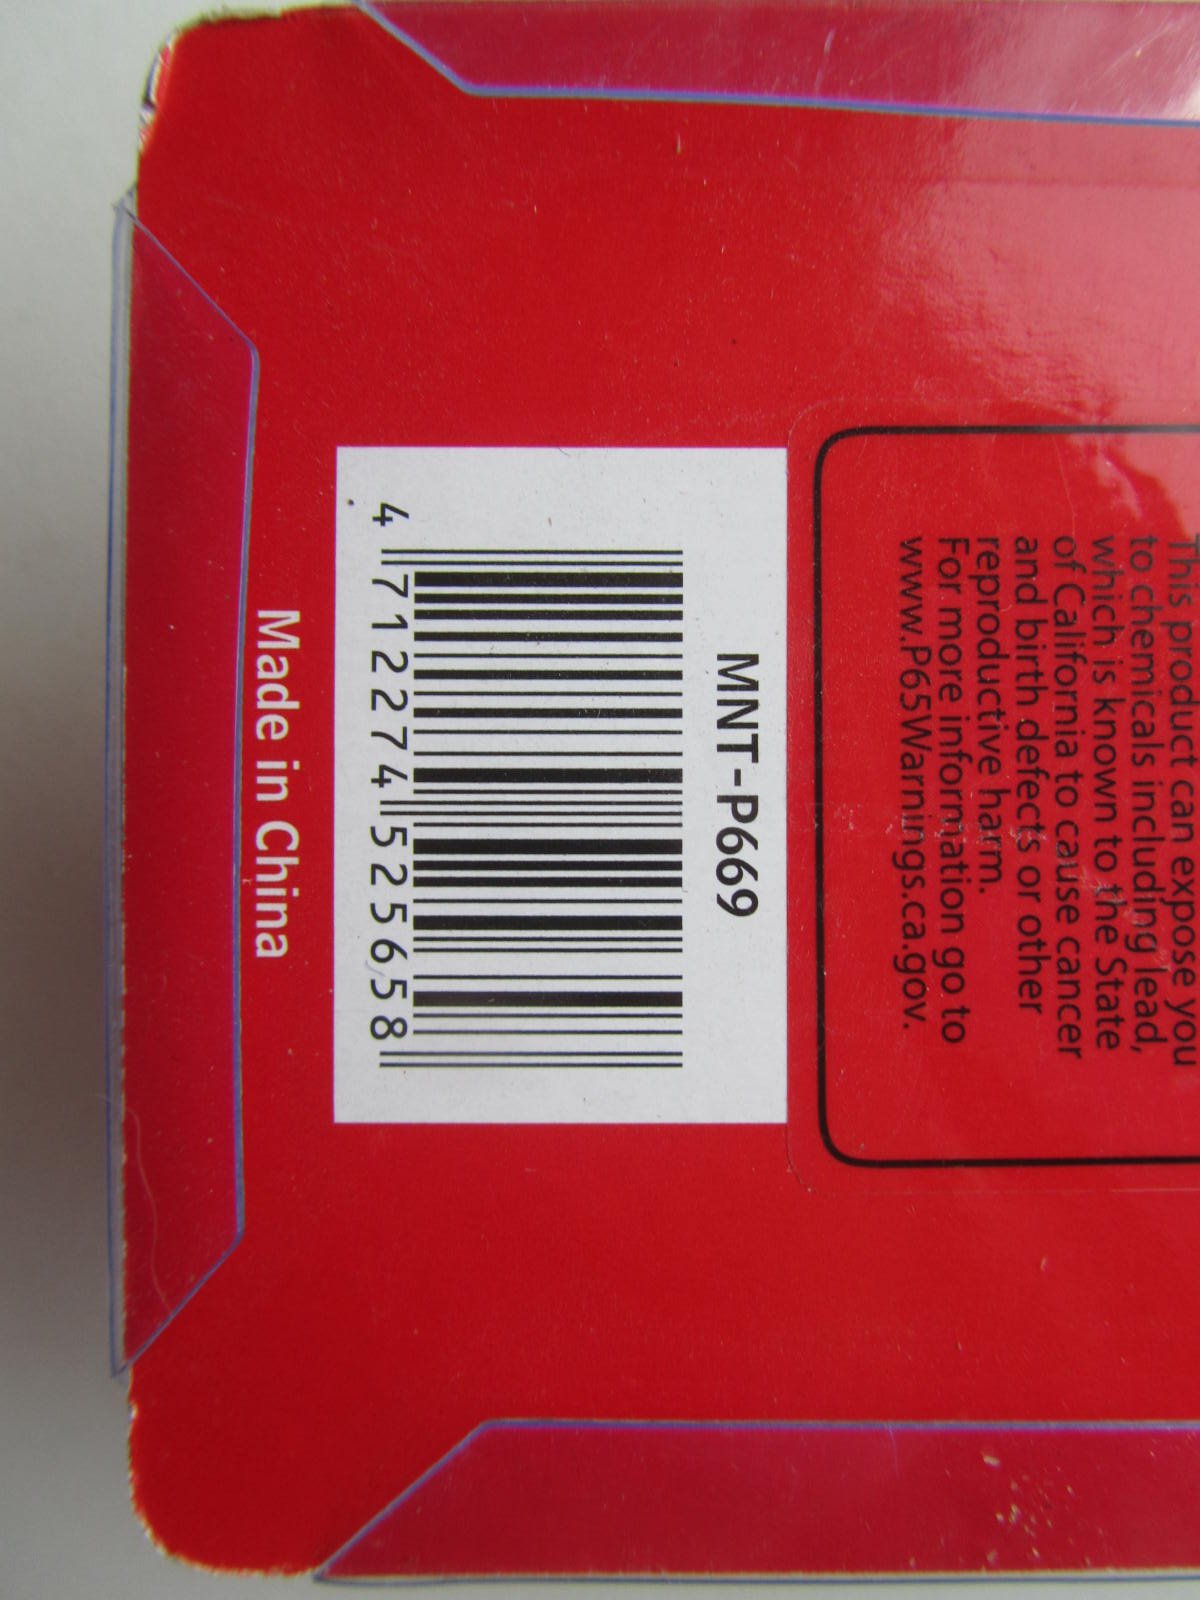 This product can expose you
to chemicals including lead,
which is known to the State
of California to cause cancer
and birth defects or other
reproductive harm.
For more information go to
www.P65Warnings.ca.gov.
MNT-P669
4 712274 525658
Made in China